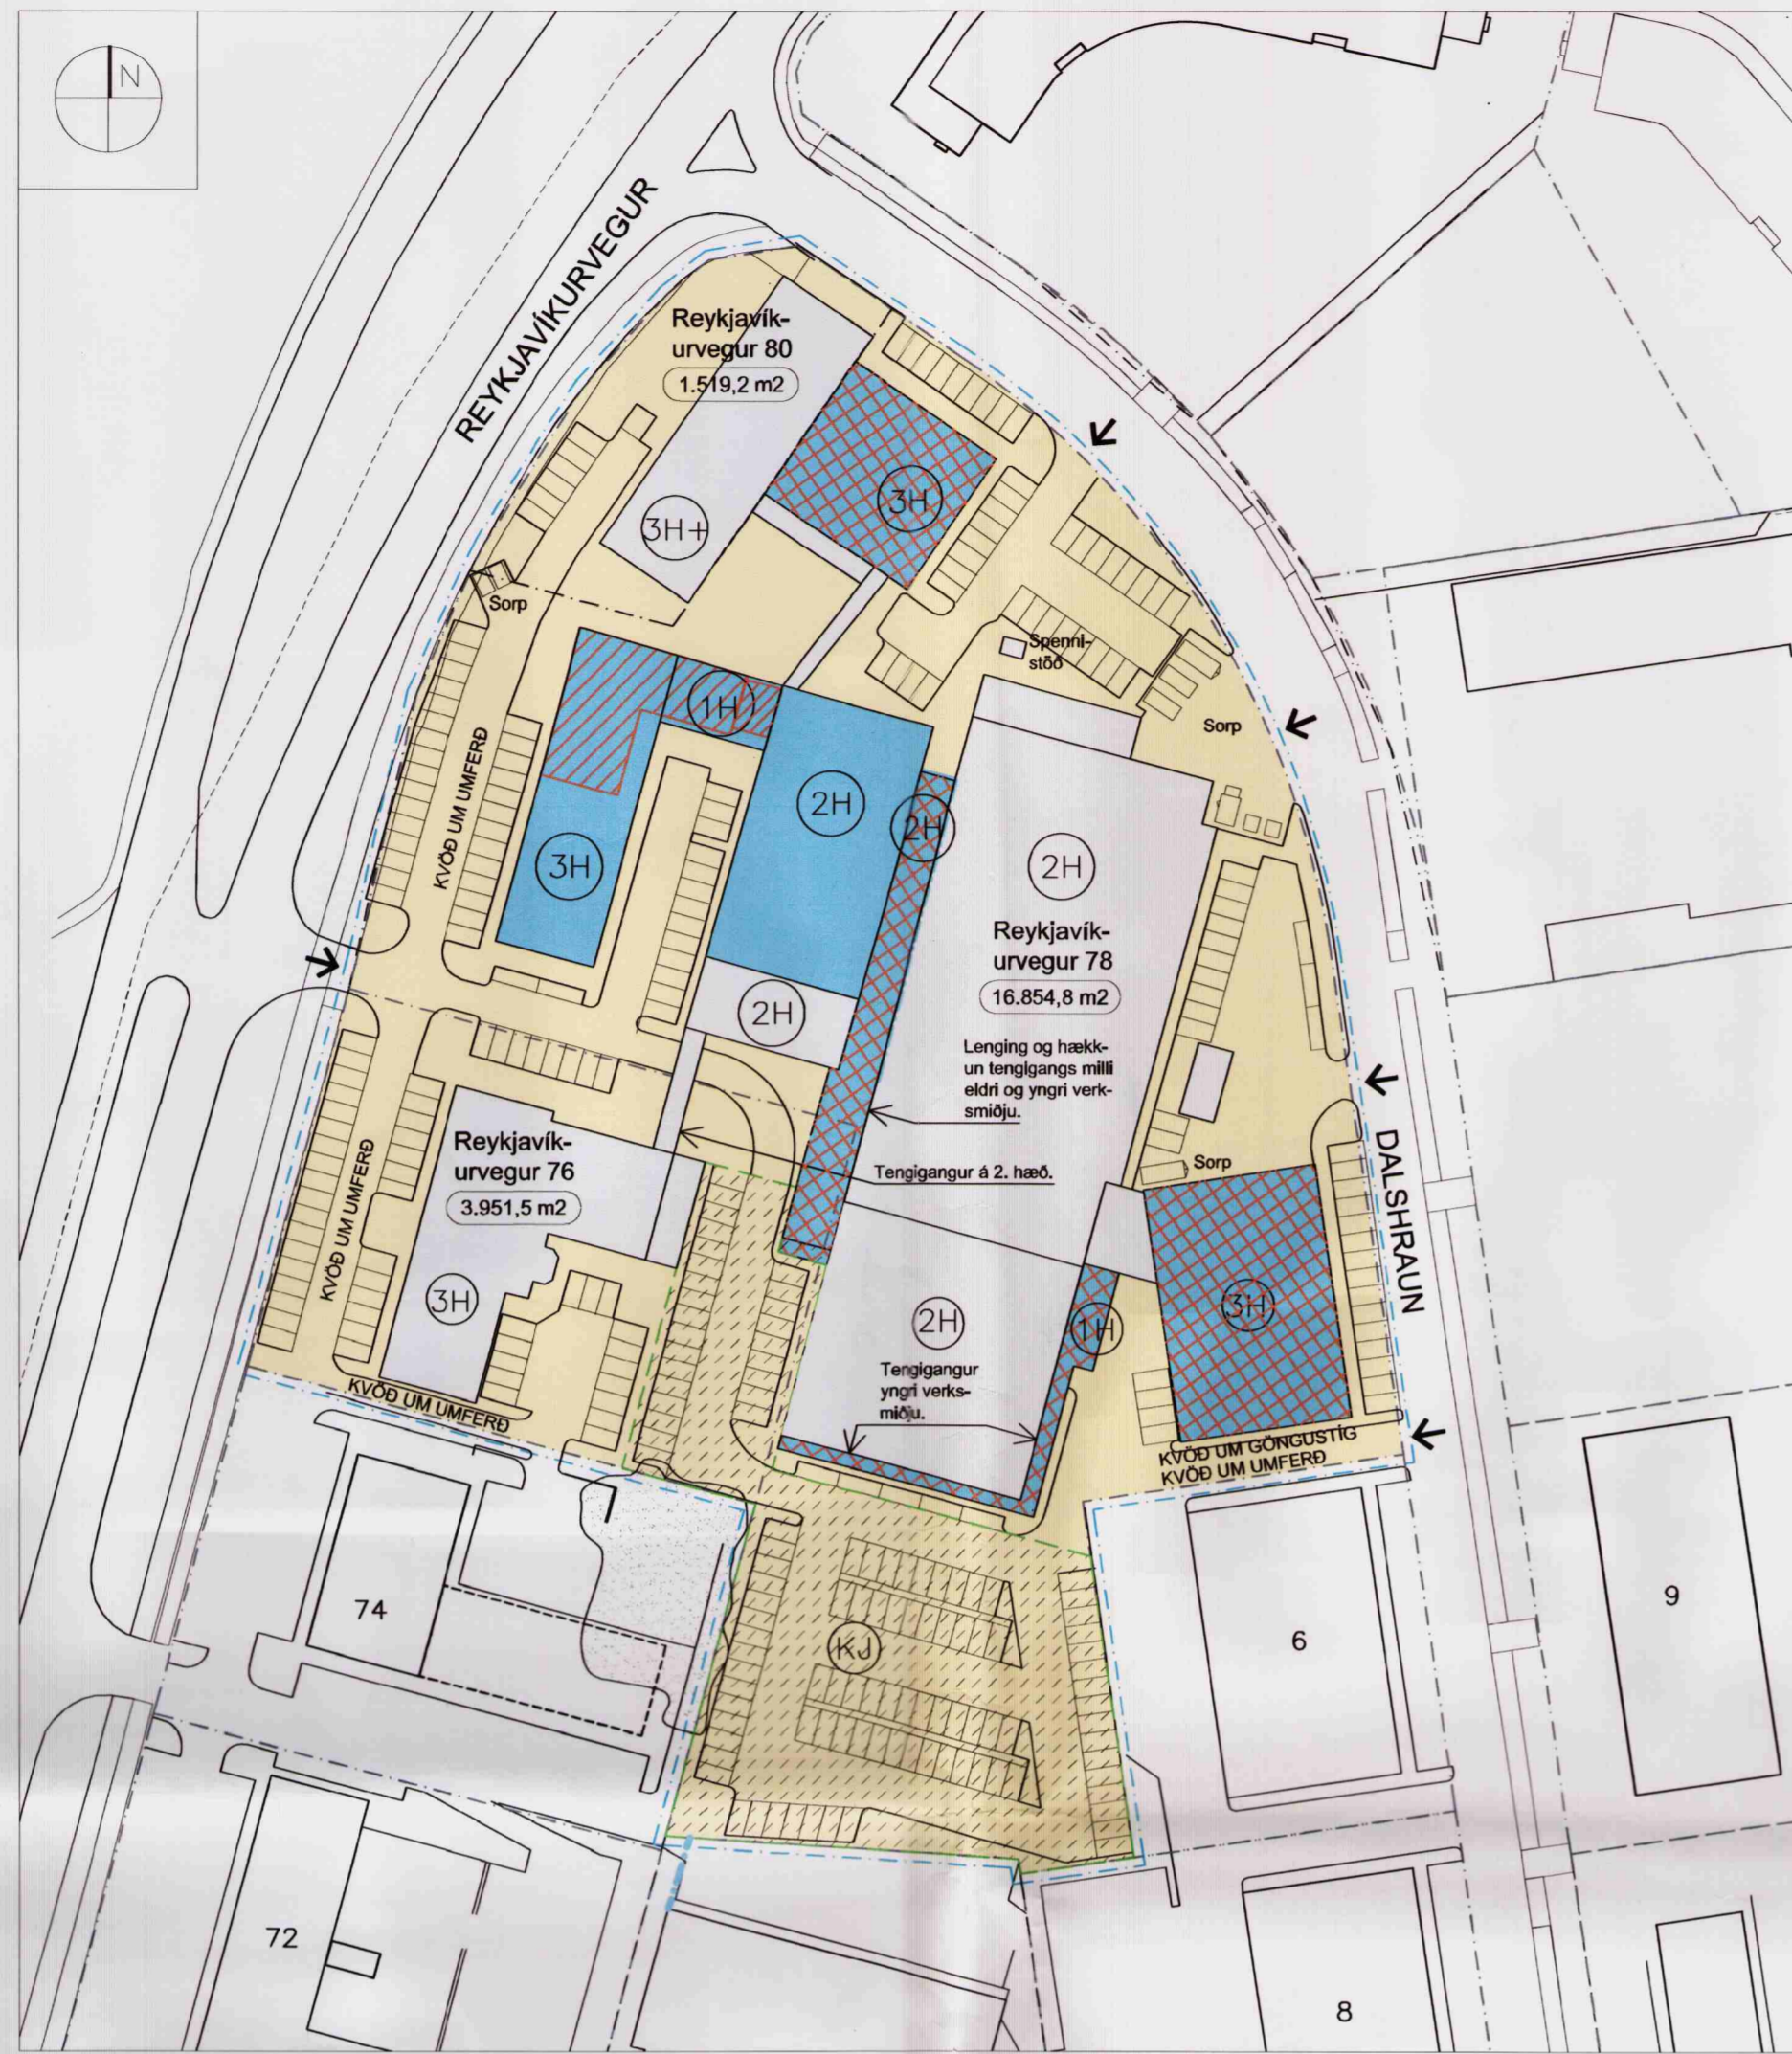 N
REYKJAVÍKURVEGUR
Reykjavík-
urvegur 80
1.519,2 m2
3H
3H+
Sorp
Spenni-
stöð
1H
Sorp
KVÖÐ UM UMFERÐ
2H
2H
3H
2H
Reykjavík-
urvegur 78
16.854,8 m2
2H
Lenging og hækk-
un tengigangs milli
eldri og yngri verk-
smiðju.
Reykjavík-
urvegur 76
3.951,5 m2
Tengigangur á 2. hæð.
Sorp
DALSHRAUN
KVÖÐ UM UMFERÐ
3H
2H
1H
3H
Tengigangur
yngri verks-
miðju.
KVÖÐ UM UMFERÐ
KVÖÐ UM GÖNGUSTÍG
KVÖÐ UM UMFERÐ
74
KJ
6
9
72
8